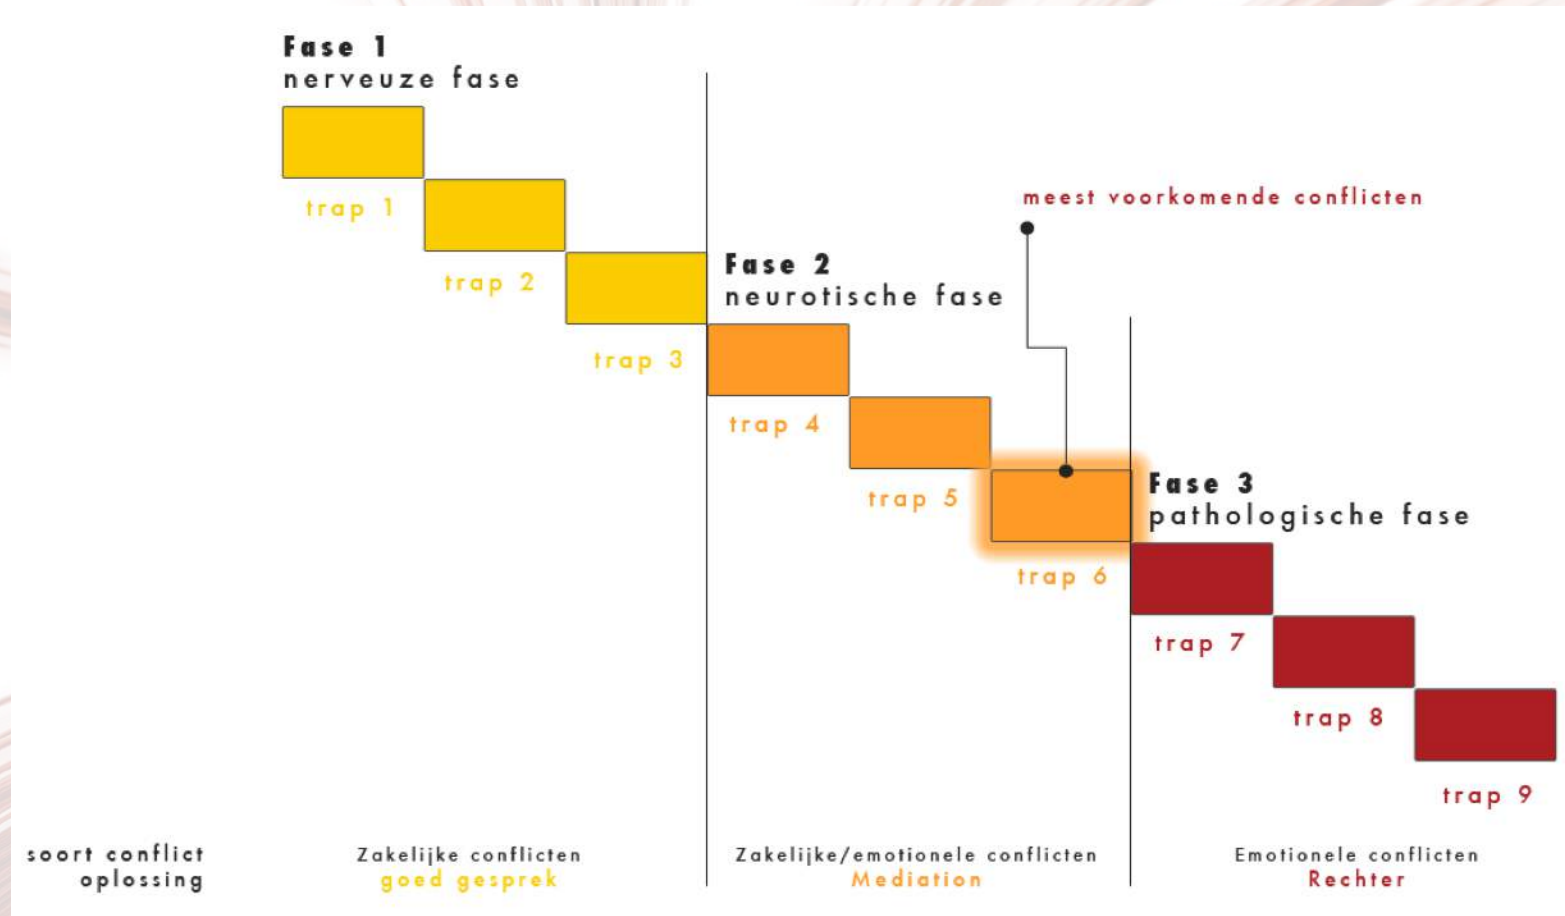 Fase 1
nerveuze fase
trap 1
trap 2
trap 3
meest voorkomende conflicten
Fase 2
neurotische fase
trap 4
trap 5
trap 6
Fase 3
pathologische fase
trap 7
trap 8
trap 9
soort conflict
oplossing
Zakelijke conflicten
goed gesprek
Zakelijke/emotionele conflicten
Mediation
Emotionele conflicten
Rechter